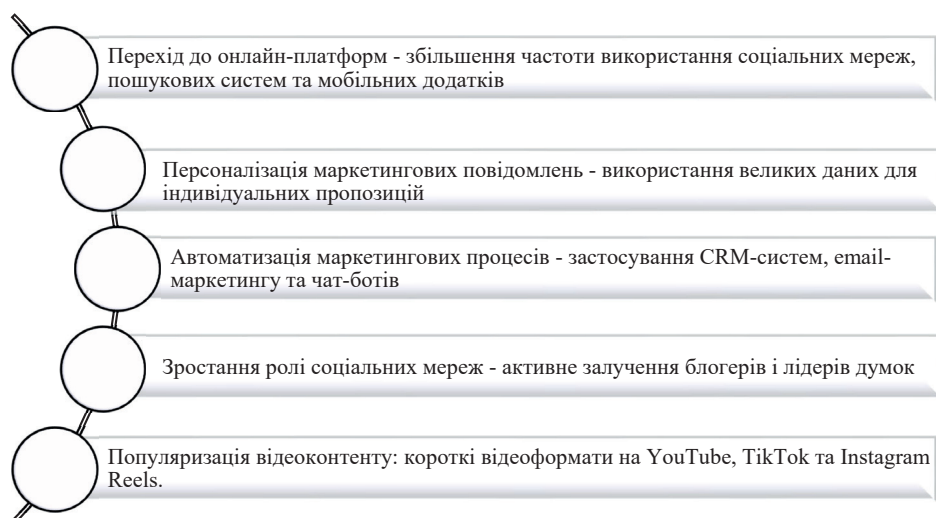 Перехід до онлайн-платформ - збільшення частоти використання соціальних мереж,
пошукових систем та мобільних додатків
Персоналізація маркетингових повідомлень - використання великих даних для
індивідуальних пропозицій
Автоматизація маркетингових процесів - застосування CRM-систем, email-
маркетингу та чат-ботів
Зростання ролі соціальних мереж - активне залучення блогерів і лідерів думок
Популяризація відеоконтенту: короткі відеоформати на YouTube, TikTok та Instagram
Reels.